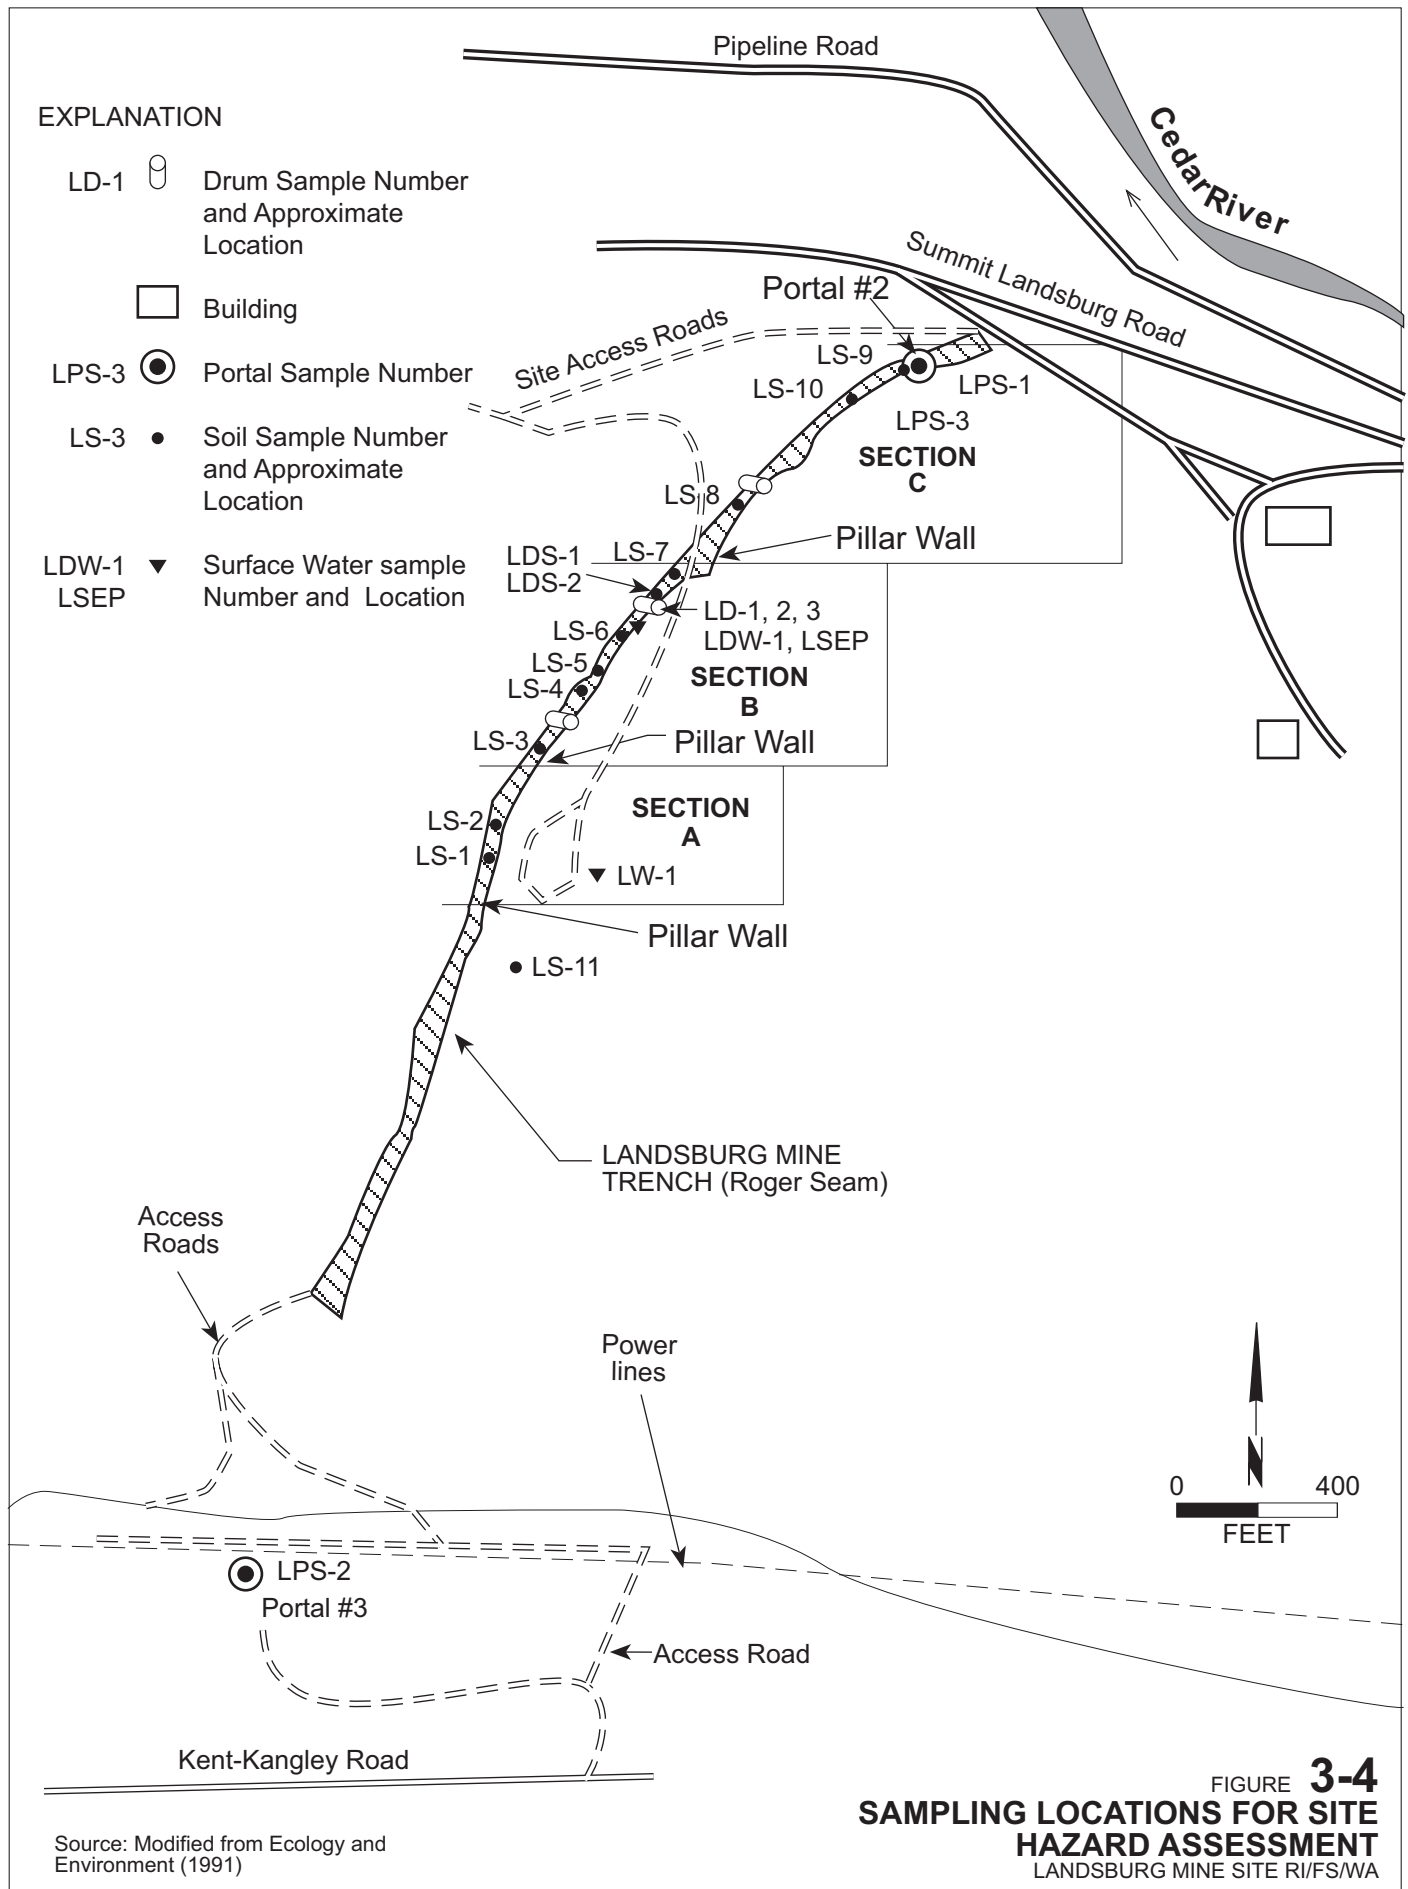 Pipeline Road
EXPLANATION
LD-1
Drum Sample Number
and Approximate
Location
Building
LPS-3
Portal Sample Number
LS-3
Soil Sample Number
and Approximate
Location
LDW-1
LSEP
Surface Water sample
Number and Location
CedarRiver
Summit Landsburg Road
Portal #2
Site Access Roads
LS-9
LS-10
LPS-1
LPS-3
SECTION
C
LS-8
Pillar Wall
LS-7
LDS-1
LDS-2
LD-1, 2, 3
LDW-1, LSEP
LS-6
LS-5
LS-4
SECTION
B
LS-3
Pillar Wall
SECTION
A
LS-2
LS-1
LW-1
Pillar Wall
LS-11
LANDSBURG MINE
TRENCH (Roger Seam)
Access
Roads
Power
lines
N
0 400
FEET
LPS-2
Portal #3
Access Road
Kent-Kangley Road
Source: Modified from Ecology and
Environment (1991)
FIGURE 3-4
SAMPLING LOCATIONS FOR SITE
HAZARD ASSESSMENT
LANDSBURG MINE SITE RI/FS/WA